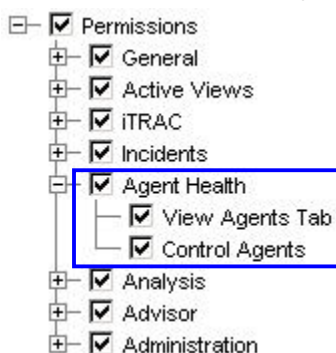 Permissions
General
Active Views
iTRAC
Incidents
Agent Health
View Agents Tab
Control Agents
Analysis
Advisor
Administration